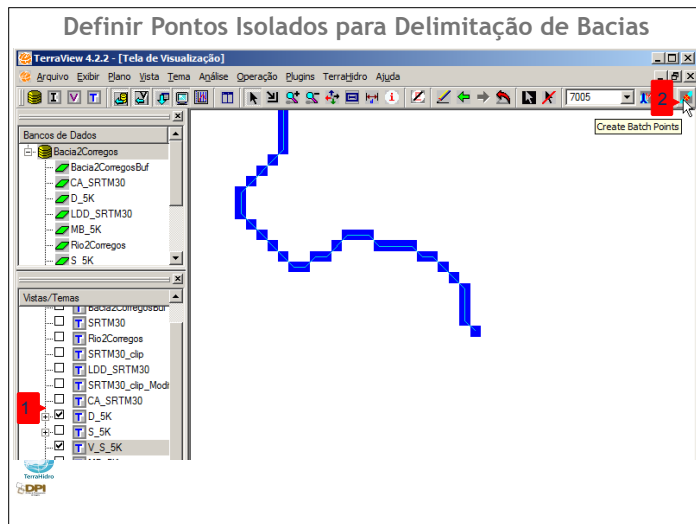 Definir Pontos Isolados para Delimitação de Bacias
TerraView 4.2.2 - [Tela de Visualização]
Arquivo Exibir Plano Vista Tema Análise Operação Plugins TerraHidro Ajuda
I V T 7005 2
Create Batch Points
Bancos de Dados
Bacia2Corregos
Bacia2CorregosBuf
CA_SRTM30
D_5K
LDD_SRTM30
MB_5K
Rio2Corregos
S_5K
Vistas/Temas
T Bacia2CorregosBuf
T SRTM30
T Rio2Corregos
T SRTM30_clip
T LDD_SRTM30
T SRTM30_clip_Modi
T CA_SRTM30
1 T D_5K
T S_5K
T V_S_5K
TerraHidro
DPI